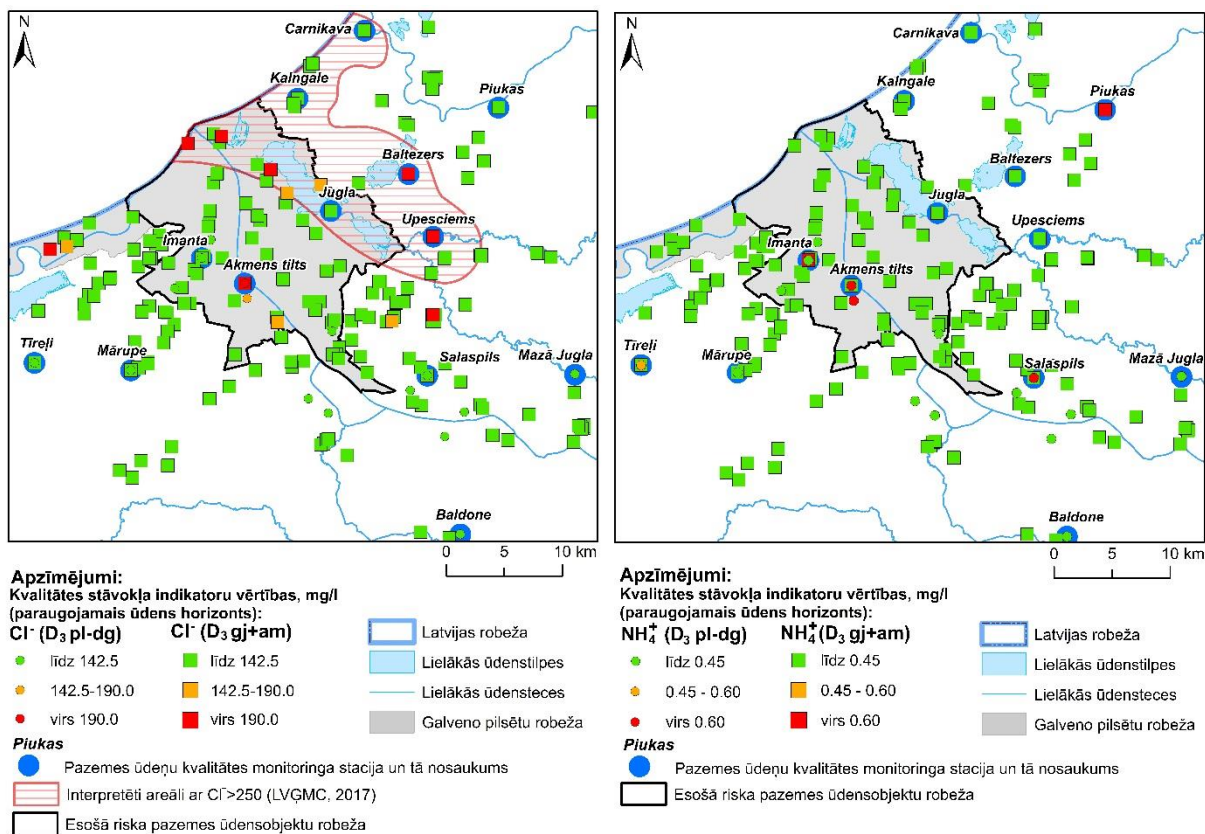 N
Carnikava
Kalngale
Piukas
Baltezers
Jugla
Upesciems
Imanta
Akmens tilts
Tīreļi
Mārupe
Salaspils
Mazā Jugla
Baldone
0 5 10 km
Apzīmējumi:
Kvalitātes stāvokļa indikatoru vērtības, mg/l
(paraugojamais ūdens horizonts):
Cl⁻ (D₃ pl-dg) Cl⁻ (D₃ gj+am)
līdz 142.5 līdz 142.5
142.5-190.0 142.5-190.0
virs 190.0 virs 190.0
Latvijas robeža
Lielākās ūdenstilpes
Lielākās ūdensteces
Galveno pilsētu robeža
Piukas
Pazemes ūdeņu kvalitātes monitoringa stacija un tā nosaukums
Interpretēti areāli ar Cl⁻>250 (LVĢMC, 2017)
Esošā riska pazemes ūdensobjektu robeža
N
Carnikava
Kalngale
Piukas
Baltezers
Jugla
Upesciems
Imanta
Akmens tilts
Tīreļi
Mārupe
Salaspils
Mazā Jugla
Baldone
0 5 10 km
Apzīmējumi:
Kvalitātes stāvokļa indikatoru vērtības, mg/l
(paraugojamais ūdens horizonts):
NH₄⁺ (D₃ pl-dg) NH₄⁺ (D₃ gj+am)
līdz 0.45 līdz 0.45
0.45 - 0.60 0.45 - 0.60
virs 0.60 virs 0.60
Latvijas robeža
Lielākās ūdenstilpes
Lielākās ūdensteces
Galveno pilsētu robeža
Piukas
Pazemes ūdeņu kvalitātes monitoringa stacija un tā nosaukums
Esošā riska pazemes ūdensobjektu robeža